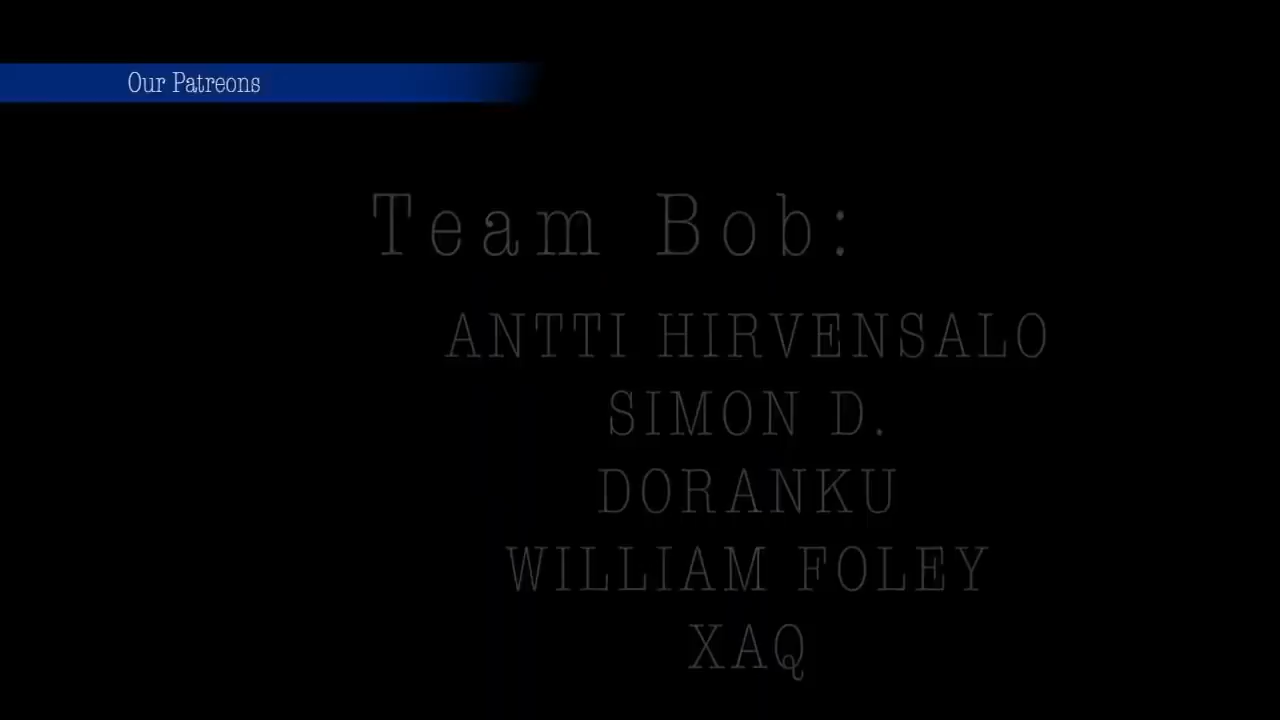 Our Patreons
Team Bob:
ANTTI HIRVENSALO
SIMON D.
DORANKU
WILLIAM FOLEY
XAQ